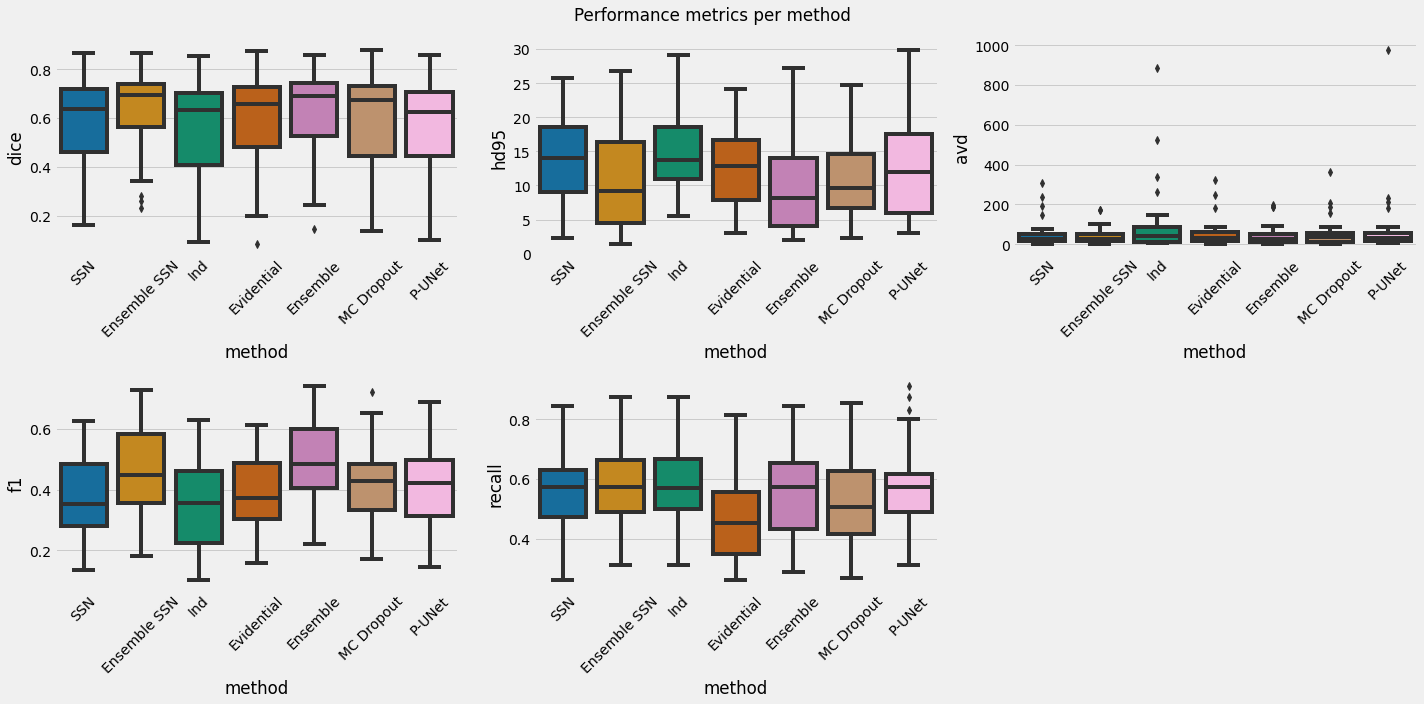 Performance metrics per method
dice
0.8
0.6
0.4
0.2
SSN
Ensemble SSN
Ind
Evidential
Ensemble
MC Dropout
P-UNet
method
hd95
30
25
20
15
10
5
0
SSN
Ensemble SSN
Ind
Evidential
Ensemble
MC Dropout
P-UNet
method
avd
1000
800
600
400
200
0
SSN
Ensemble SSN
Ind
Evidential
Ensemble
MC Dropout
P-UNet
method
f1
0.6
0.4
0.2
SSN
Ensemble SSN
Ind
Evidential
Ensemble
MC Dropout
P-UNet
method
recall
0.8
0.6
0.4
SSN
Ensemble SSN
Ind
Evidential
Ensemble
MC Dropout
P-UNet
method